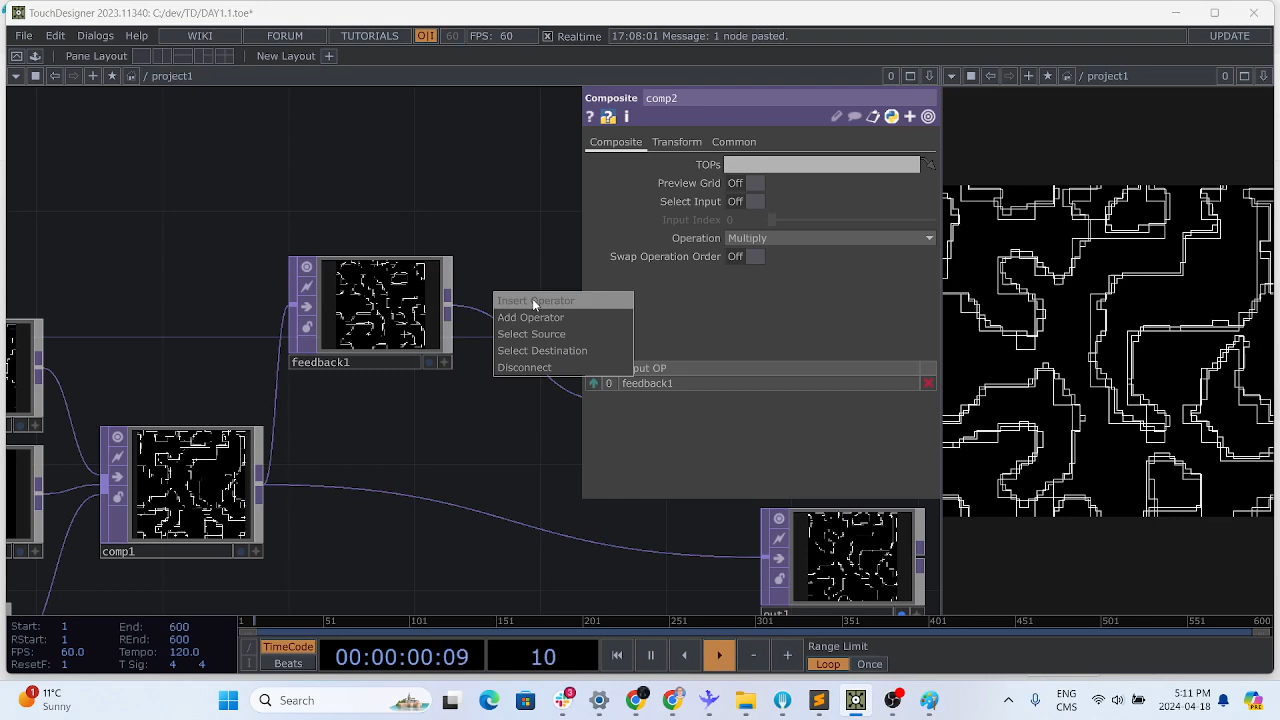 TouchDesigner 2023.11340: C:/dev/TD/DAY1.1.toe*
File Edit Dialogs Help WIKI FORUM TUTORIALS O|I 60 FPS: 60 Realtime 17:08:01 Message: 1 node pasted. UPDATE
Pane Layout New Layout
/ project1 0
/ project1 0
Composite comp2
Composite Transform Common
TOPs
Preview Grid Off
Select Input Off
Input Index 0
Operation Multiply
Swap Operation Order Off
Insert Operator
Add Operator
Select Source
Select Destination
Disconnect
put OP
0 feedback1
feedback1
comp1
out1
Start: 1 End: 600
RStart: 1 REnd: 600
FPS: 60.0 Tempo: 120.0
ResetF: 1 T Sig: 4 4
1 51 101 151 201 251 301 351 401 451 501 551 600
TimeCode
Beats
00:00:00:09
10
Range Limit
Loop Once
11°C
Sunny
Search
ENG
CMS
5:11 PM
2024-04-18